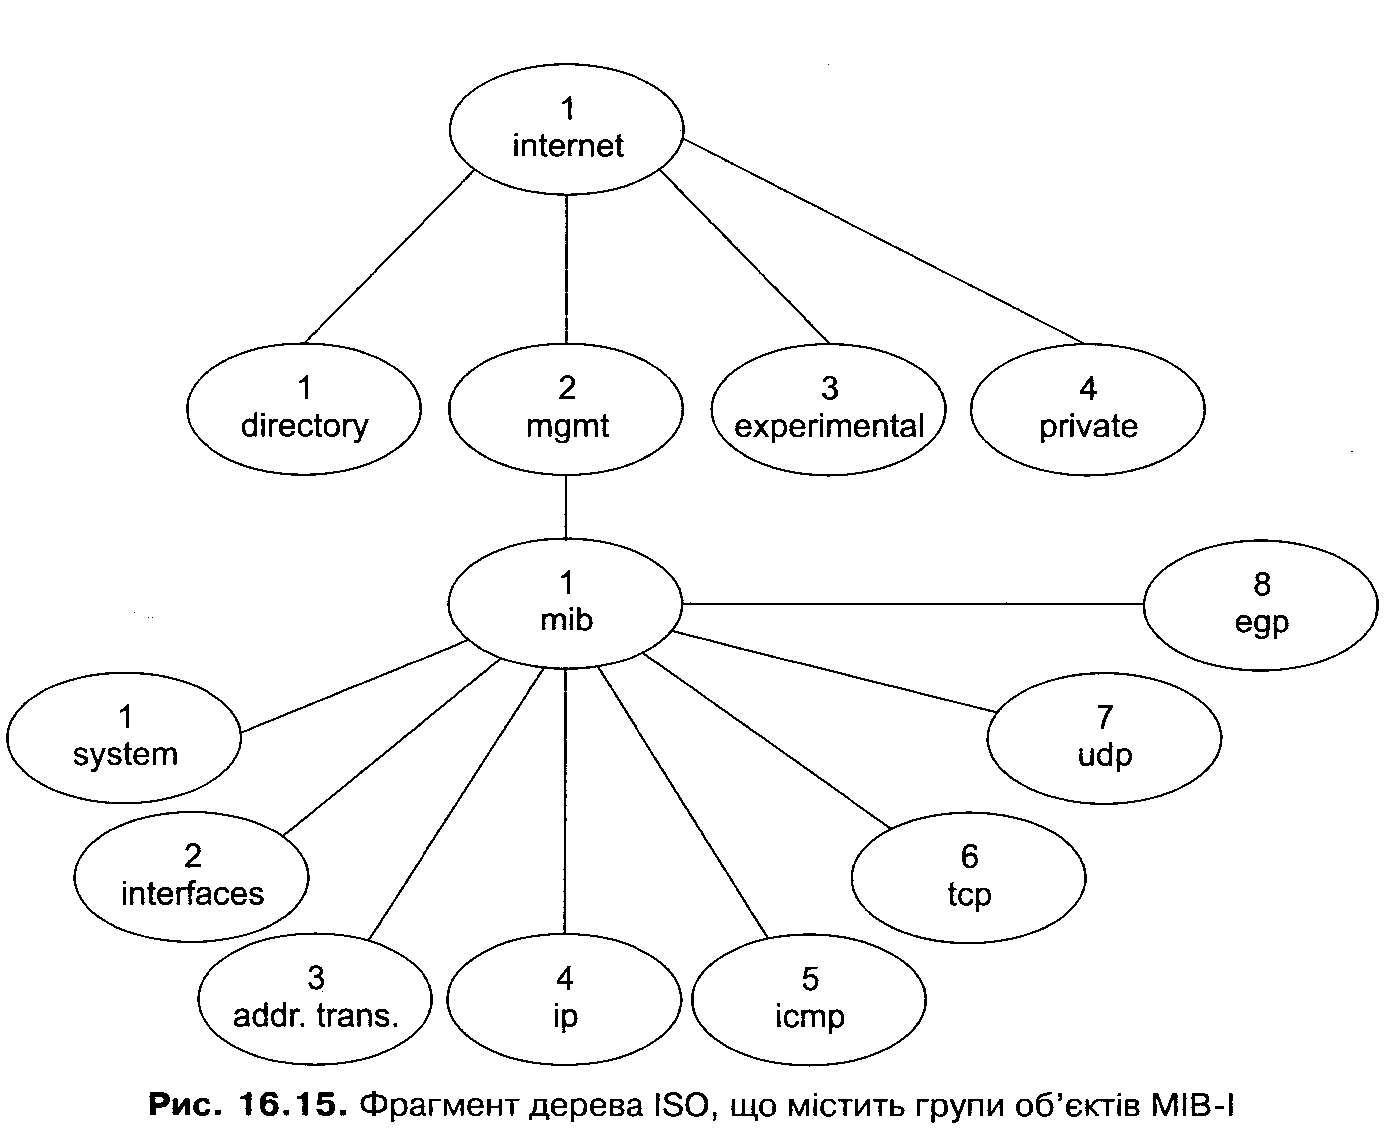 1
internet
1
directory
2
mgmt
3
experimental
4
private
1
mib
8
egp
1
system
7
udp
2
interfaces
6
tcp
3
addr. trans.
4
ip
5
icmp
Рис. 16.15. Фрагмент дерева ISO, що містить групи об’єктів MIB-I